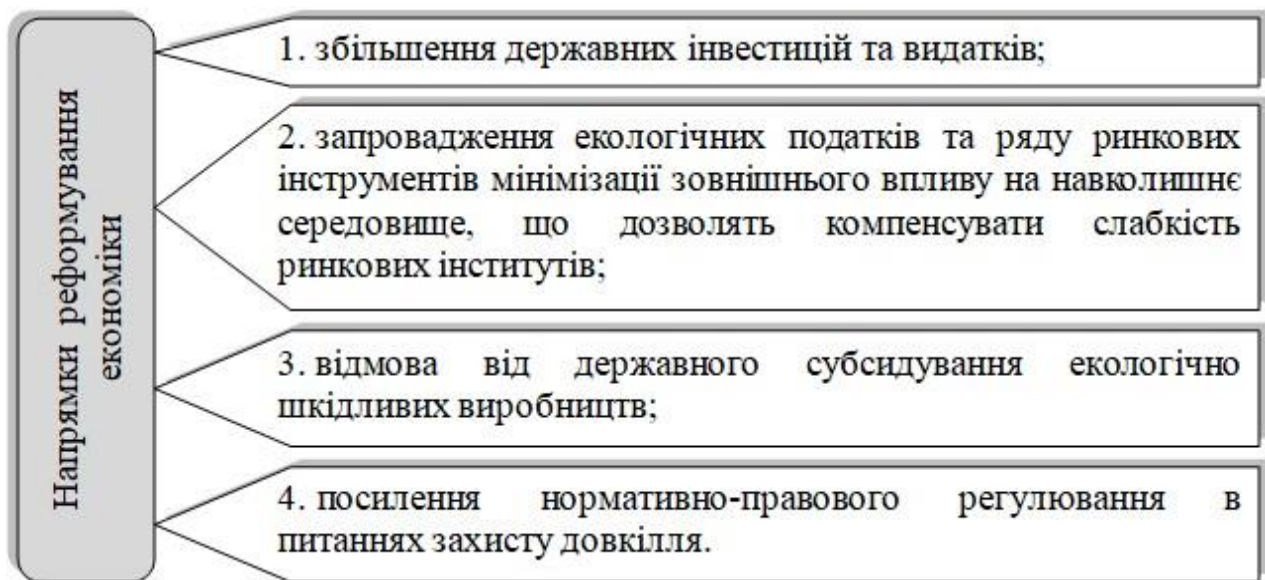 Напрямки реформування
економіки
1. збільшення державних інвестицій та видатків;
2. запровадження екологічних податків та ряду ринкових
інструментів мінімізації зовнішнього впливу на навколишнє
середовище, що дозволять компенсувати слабкість
ринкових інститутів;
3. відмова від державного субсидування екологічно
шкідливих виробництв;
4. посилення нормативно-правового регулювання в
питаннях захисту довкілля.